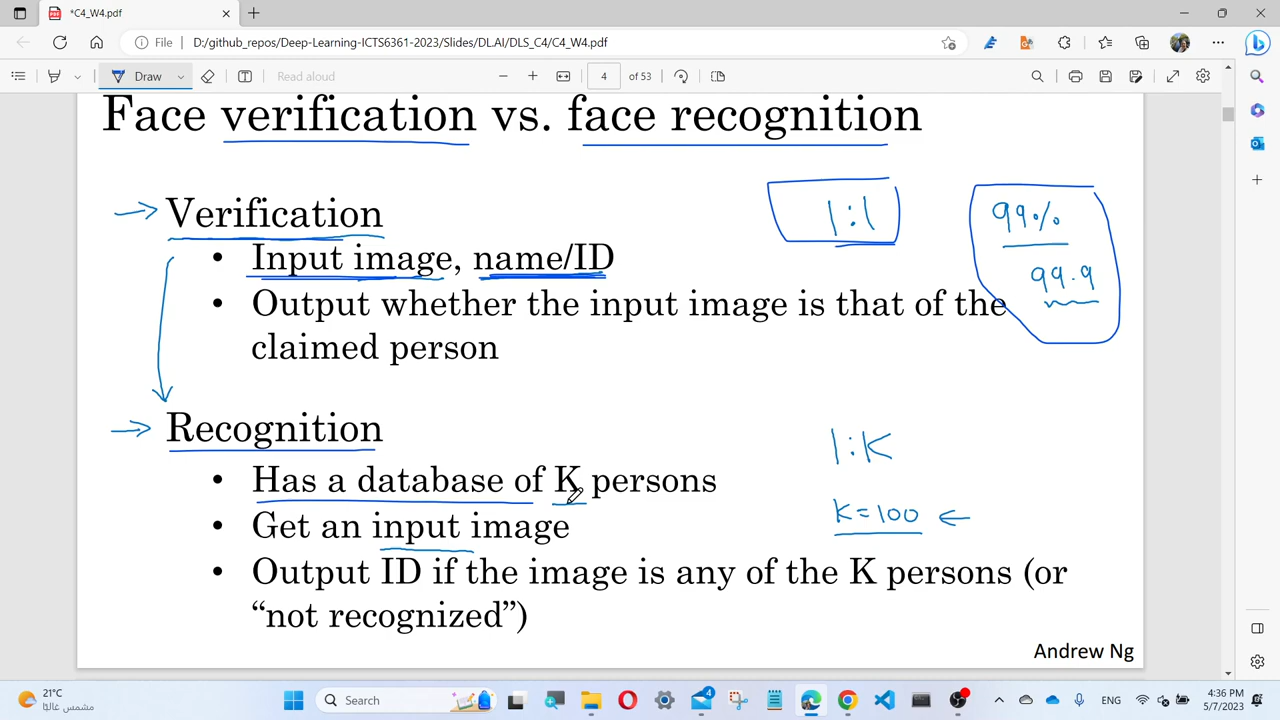 *C4_W4.pdf
File
D:/github_repos/Deep-Learning-ICTS6361-2023/Slides/DL.AI/DLS_C4/C4_W4.pdf
Draw
Read aloud
4
of 53
Face verification vs. face recognition
1:1
99%
99.9
Verification
• Input image, name/ID
• Output whether the input image is that of the
claimed person
Recognition
1:K
• Has a database of K persons
K=100
• Get an input image
• Output ID if the image is any of the K persons (or
“not recognized”)
Andrew Ng
21°C
مشمس غالبًا
Search
4
ENG
4:36 PM
5/7/2023